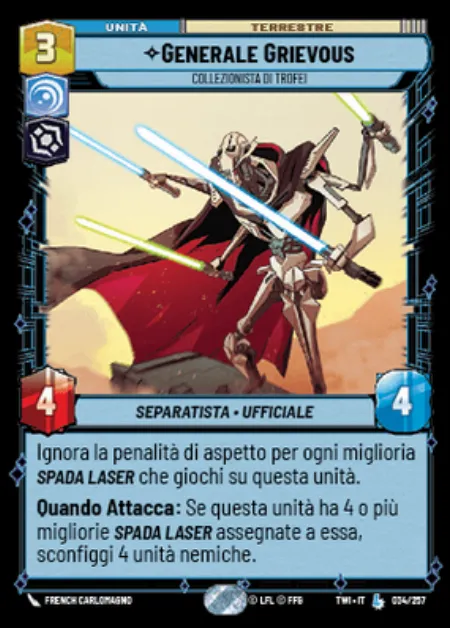 3
UNITÀ
TERRESTRE
GENERALE GRIEVOUS
COLLEZIONISTA DI TROFEI
4
SEPARATISTA • UFFICIALE
4
Ignora la penalità di aspetto per ogni miglioria
SPADA LASER che giochi su questa unità.
Quando Attacca: Se questa unità ha 4 o più
migliorie SPADA LASER assegnate a essa,
sconfiggi 4 unità nemiche.
FRENCH CARLOMAGNO
© LFL © FFG
TWI • IT
L
034/257